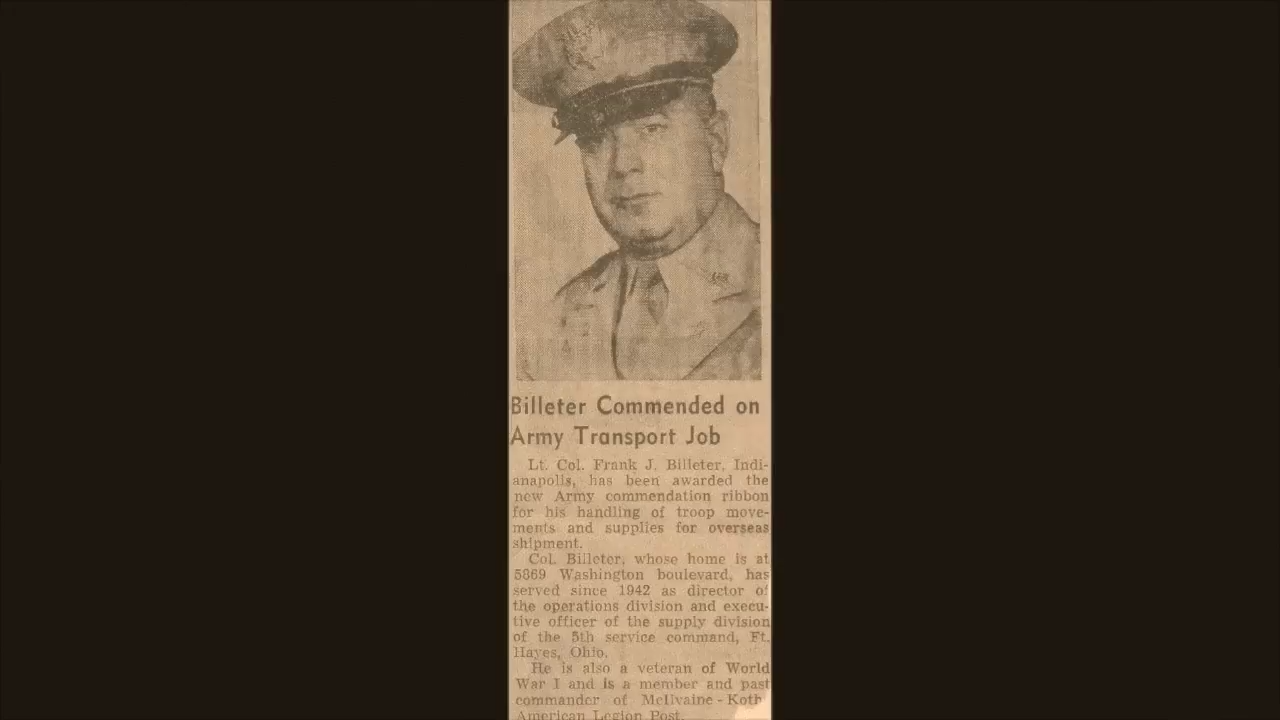 Billeter Commended on
Army Transport Job
Lt. Col. Frank J. Billeter, Indi-
anapolis, has been awarded the
new Army commendation ribbon
for his handling of troop move-
ments and supplies for overseas
shipment.
Col. Billeter, whose home is at
5869 Washington boulevard, has
served since 1942 as director of
the operations division and execu-
tive officer of the supply division
of the 5th service command, Ft.
Hayes, Ohio.
He is also a veteran of World
War I and is a member and past
commander of McIlvaine-Koth
American Legion Post.